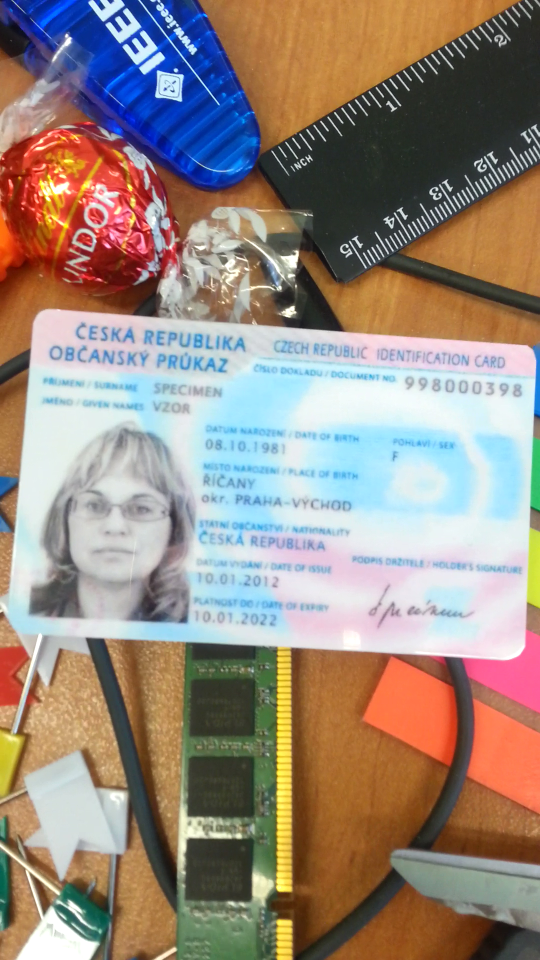 IEEE
www.ieee
LINDOR
INCH
1
2
15
14
13
12
11
ČESKÁ REPUBLIKA
OBČANSKÝ PRŮKAZ
CZECH REPUBLIC IDENTIFICATION CARD
ČÍSLO DOKLADU / DOCUMENT NO. 998000398
PŘÍJMENÍ / SURNAME SPECIMEN
JMÉNO / GIVEN NAMES VZOR
DATUM NAROZENÍ / DATE OF BIRTH
08.10.1981
POHLAVÍ / SEX
F
MÍSTO NAROZENÍ / PLACE OF BIRTH
ŘÍČANY
okr. PRAHA-VÝCHOD
STÁTNÍ OBČANSTVÍ / NATIONALITY
ČESKÁ REPUBLIKA
DATUM VYDÁNÍ / DATE OF ISSUE
10.01.2012
PODPIS DRŽITELE / HOLDER'S SIGNATURE
Specimen
PLATNOST DO / DATE OF EXPIRY
10.01.2022